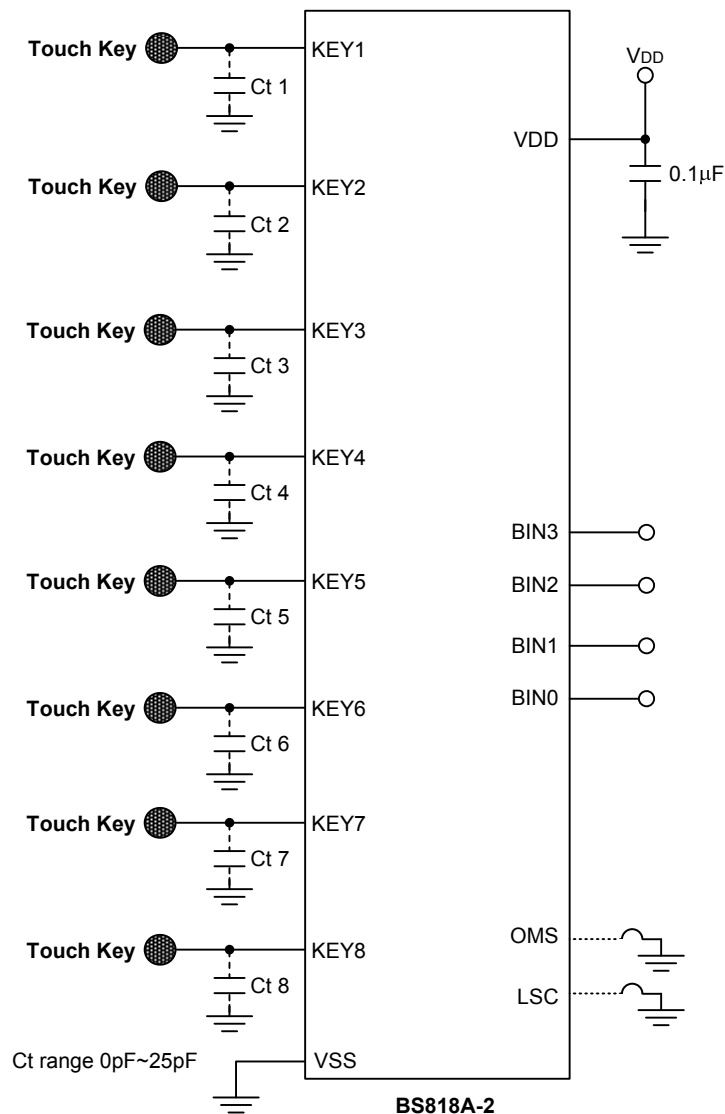 Touch Key
KEY1
Ct 1
Touch Key
KEY2
Ct 2
Touch Key
KEY3
Ct 3
Touch Key
KEY4
Ct 4
Touch Key
KEY5
Ct 5
Touch Key
KEY6
Ct 6
Touch Key
KEY7
Ct 7
Touch Key
KEY8
Ct 8
Ct range 0pF~25pF
VSS
VDD
VDD
0.1μF
BIN3
BIN2
BIN1
BIN0
OMS
LSC
BS818A-2